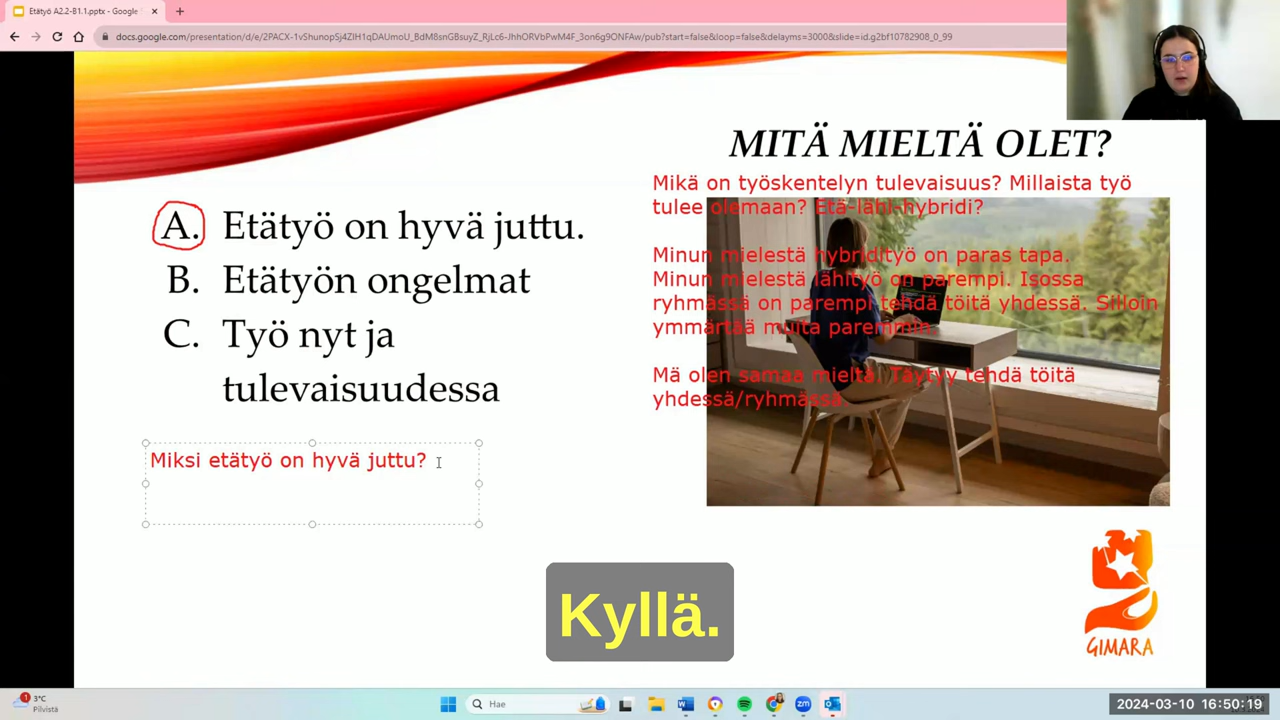 Etätyö A2.2-B1.1.pptx - Google
docs.google.com/presentation/d/e/2PACX-1vShunopSj4ZIH1qDAUmoU_BdM8snGBsuyZ_RjLc6-JhhORVbPwM4F_3on6g9ONFAw/pub?start=false&loop=false&delayms=3000&slide=id.g2bf10782908_0_99
MITÄ MIELTÄ OLET?
A. Etätyö on hyvä juttu.
B. Etätyön ongelmat
C. Työ nyt ja
tulevaisuudessa
Miksi etätyö on hyvä juttu?
Mikä on työskentelyn tulevaisuus? Millaista työ
tulee olemaan? Etä-lähi-hybridi?
Minun mielestä hybridityö on paras tapa.
Minun mielestä lähityö on parempi. Isossa
ryhmässä on parempi tehdä töitä yhdessä. Silloin
ymmärtää muita paremmin.
Mä olen samaa mieltä. Täytyy tehdä töitä
yhdessä/ryhmässä.
Kyllä.
GIMARA
1
3°C
Pilvistä
Hae
2024-03-10 16:50:19